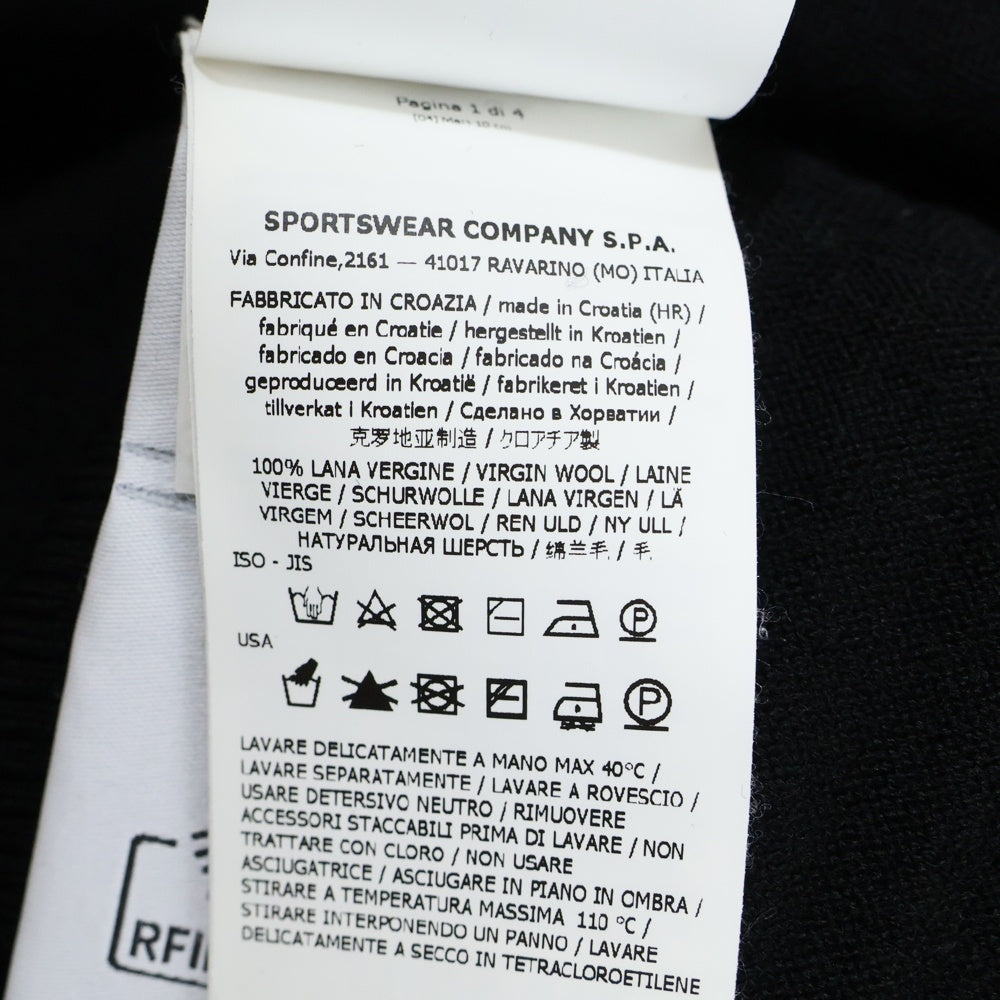 Pagina 1 di 4
SPORTSWEAR COMPANY S.P.A.
Via Confine,2161 — 41017 RAVARINO (MO) ITALIA
FABBRICATO IN CROAZIA / made in Croatia (HR) /
fabriqué en Croatie / hergestellt in Kroatien /
fabricado en Croacia / fabricado na Croácia /
geproduceerd in Kroatië / fabrikeret i Kroatien /
tillverkat i Kroatien / Сделано в Хорватии /
克罗地亚制造 / クロアチア製
100% LANA VERGINE / VIRGIN WOOL / LAINE
VIERGE / SCHURWOLLE / LANA VIRGEN / LÃ
VIRGEM / SCHEERWOL / REN ULD / NY ULL /
НАТУРАЛЬНАЯ ШЕРСТЬ / 绵羊毛 / 毛
ISO - JIS
P
USA
P
LAVARE DELICATAMENTE A MANO MAX 40°C /
LAVARE SEPARATAMENTE / LAVARE A ROVESCIO /
USARE DETERSIVO NEUTRO / RIMUOVERE
ACCESSORI STACCABILI PRIMA DI LAVARE / NON
TRATTARE CON CLORO / NON USARE
ASCIUGATRICE / ASCIUGARE IN PIANO IN OMBRA /
STIRARE A TEMPERATURA MASSIMA 110 °C /
STIRARE INTERPONENDO UN PANNO / LAVARE
DELICATAMENTE A SECCO IN TETRACLOROETILENE
RFI